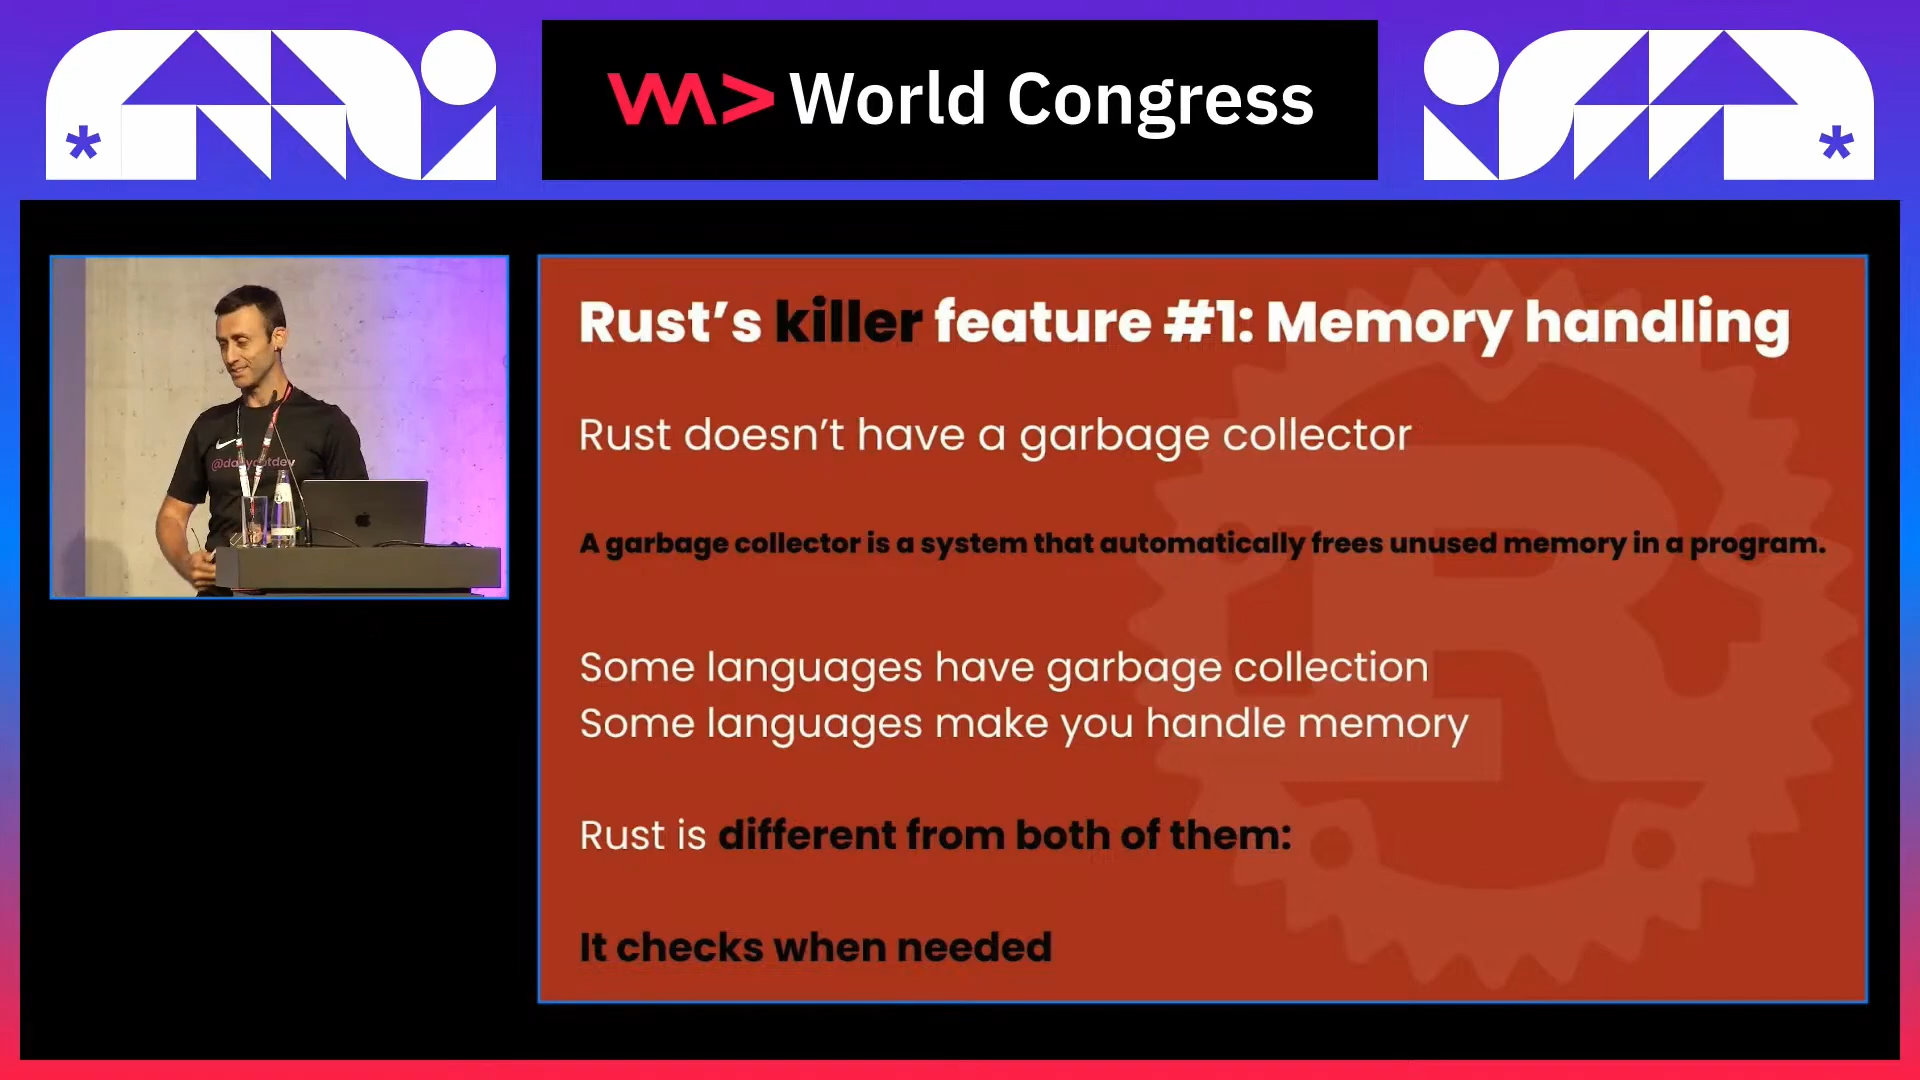 World Congress
Rust's killer feature #1: Memory handling
Rust doesn't have a garbage collector
A garbage collector is a system that automatically frees unused memory in a program.
Some languages have garbage collection
Some languages make you handle memory
Rust is different from both of them:
It checks when needed
@dailydotdev